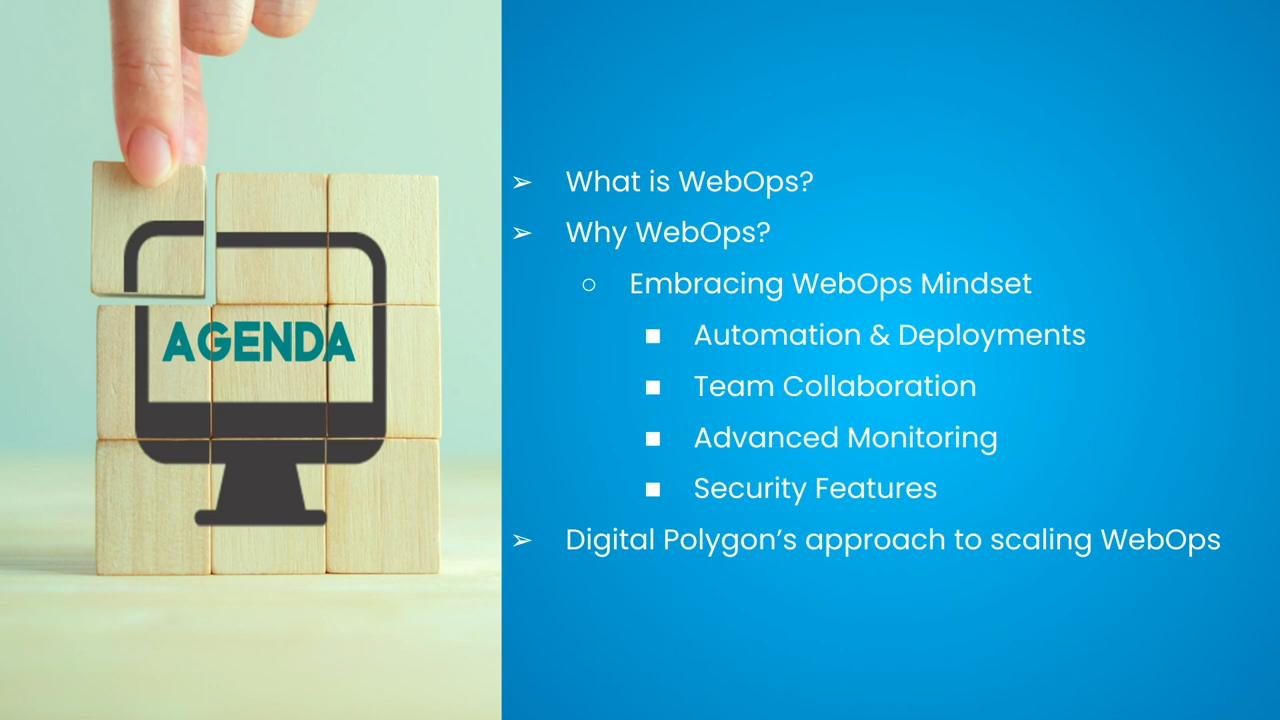 AGENDA
➢ What is WebOps?
➢ Why WebOps?
○ Embracing WebOps Mindset
■ Automation & Deployments
■ Team Collaboration
■ Advanced Monitoring
■ Security Features
➢ Digital Polygon’s approach to scaling WebOps